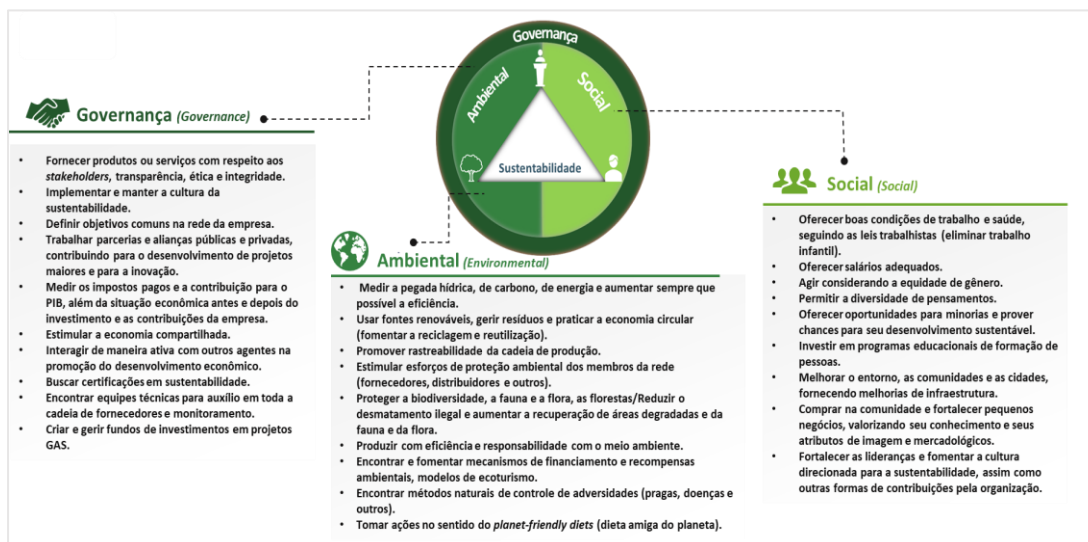 Governança
Ambiental
Social
Sustentabilidade
Governança (Governance)
• Fornecer produtos ou serviços com respeito aos
stakeholders, transparência, ética e integridade.
• Implementar e manter a cultura da
sustentabilidade.
• Definir objetivos comuns na rede da empresa.
• Trabalhar parcerias e alianças públicas e privadas,
contribuindo para o desenvolvimento de projetos
maiores e para a inovação.
• Medir os impostos pagos e a contribuição para o
PIB, além da situação econômica antes e depois do
investimento e as contribuições da empresa.
• Estimular a economia compartilhada.
• Interagir de maneira ativa com outros agentes na
promoção do desenvolvimento econômico.
• Buscar certificações em sustentabilidade.
• Encontrar equipes técnicas para auxílio em toda a
cadeia de fornecedores e monitoramento.
• Criar e gerir fundos de investimentos em projetos
GAS.
Ambiental (Environmental)
• Medir a pegada hídrica, de carbono, de energia e aumentar sempre que
possível a eficiência.
• Usar fontes renováveis, gerir resíduos e praticar a economia circular
(fomentar a reciclagem e reutilização).
• Promover rastreabilidade da cadeia de produção.
• Estimular esforços de proteção ambiental dos membros da rede
(fornecedores, distribuidores e outros).
• Proteger a biodiversidade, a fauna e a flora, as florestas/Reduzir o
desmatamento ilegal e aumentar a recuperação de áreas degradadas e da
fauna e da flora.
• Produzir com eficiência e responsabilidade com o meio ambiente.
• Encontrar e fomentar mecanismos de financiamento e recompensas
ambientais, modelos de ecoturismo.
• Encontrar métodos naturais de controle de adversidades (pragas, doenças e
outros).
• Tomar ações no sentido do planet-friendly diets (dieta amiga do planeta).
Social (Social)
• Oferecer boas condições de trabalho e saúde,
seguindo as leis trabalhistas (eliminar trabalho
infantil).
• Oferecer salários adequados.
• Agir considerando a equidade de gênero.
• Permitir a diversidade de pensamentos.
• Oferecer oportunidades para minorias e prover
chances para seu desenvolvimento sustentável.
• Investir em programas educacionais de formação de
pessoas.
• Melhorar o entorno, as comunidades e as cidades,
fornecendo melhorias de infraestrutura.
• Comprar na comunidade e fortalecer pequenos
negócios, valorizando seu conhecimento e seus
atributos de imagem e mercadológicos.
• Fortalecer as lideranças e fomentar a cultura
direcionada para a sustentabilidade, assim como
outras formas de contribuições pela organização.